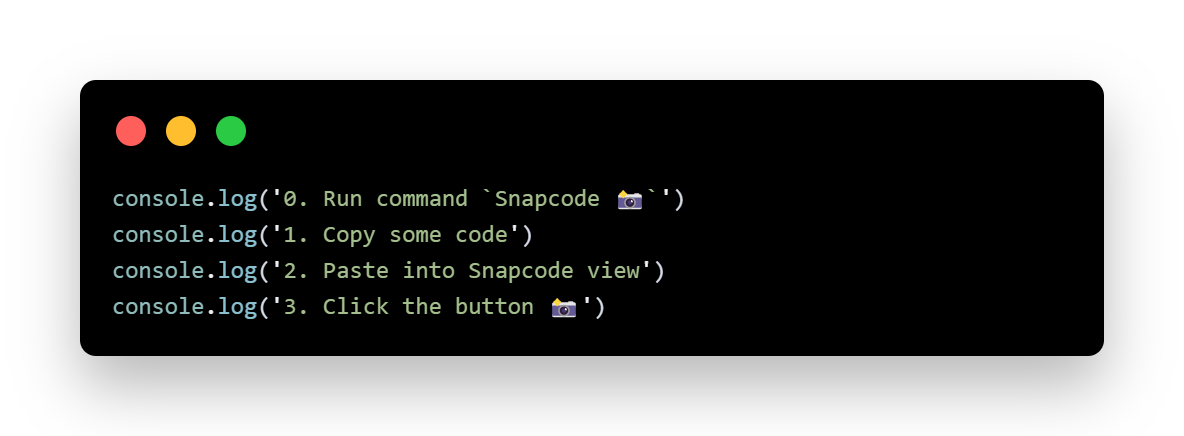 console.log('0. Run command `Snapcode 📸`')
console.log('1. Copy some code')
console.log('2. Paste into Snapcode view')
console.log('3. Click the button 📸 ')